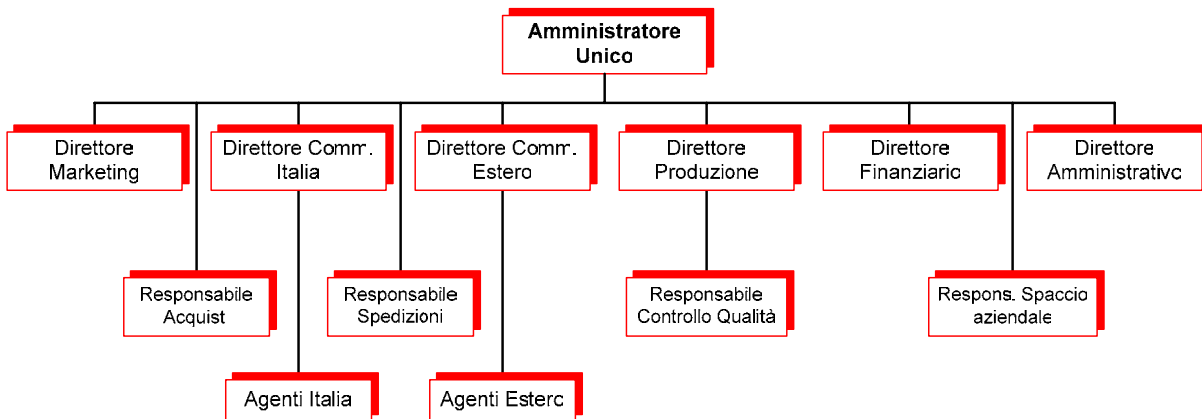 Amministratore
Unico
Direttore
Marketing
Direttore Comm.
Italia
Direttore Comm.
Estero
Direttore
Produzione
Direttore
Finanziario
Direttore
Amministrativo
Responsabile
Acquist
Responsabile
Spedizioni
Responsabile
Controllo Qualità
Respons. Spaccio
aziendale
Agenti Italia
Agenti Estero